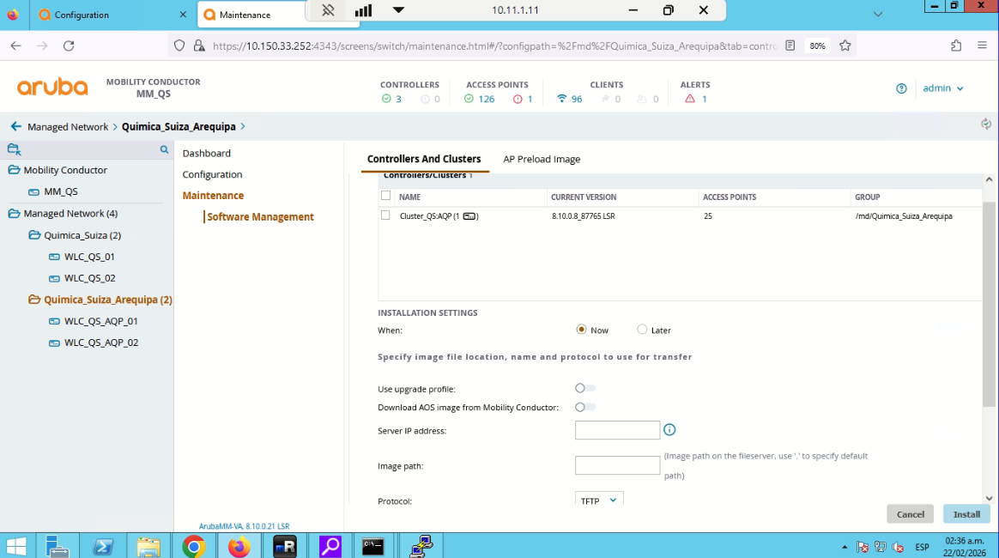 Configuration
Maintenance
10.11.1.11
https://10.150.33.252:4343/screens/switch/maintenance.html#/?configpath=%2Fmd%2FQuimica_Suiza_Arequipa&tab=contro
80%
aruba
MOBILITY CONDUCTOR
MM_QS
CONTROLLERS
3
0
ACCESS POINTS
126
1
CLIENTS
96
0
0
ALERTS
1
admin
Managed Network > Quimica_Suiza_Arequipa >
Mobility Conductor
MM_QS
Managed Network (4)
Quimica_Suiza (2)
WLC_QS_01
WLC_QS_02
Quimica_Suiza_Arequipa (2)
WLC_QS_AQP_01
WLC_QS_AQP_02
Dashboard
Configuration
Maintenance
Software Management
ArubaMM-VA, 8.10.0.21 LSR
Controllers And Clusters
AP Preload Image
Controllers/Clusters 1
NAME
CURRENT VERSION
ACCESS POINTS
GROUP
Cluster_QS:AQP (1 )
8.10.0.8_87765 LSR
25
/md/Quimica_Suiza_Arequipa
INSTALLATION SETTINGS
When:
Now
Later
Specify image file location, name and protocol to use for transfer
Use upgrade profile:
Download AOS image from Mobility Conductor:
Server IP address:
Image path:
(Image path on the fileserver, use '.' to specify default
path)
Protocol:
TFTP
Cancel
Install
ESP
02:36 a.m.
22/02/2026